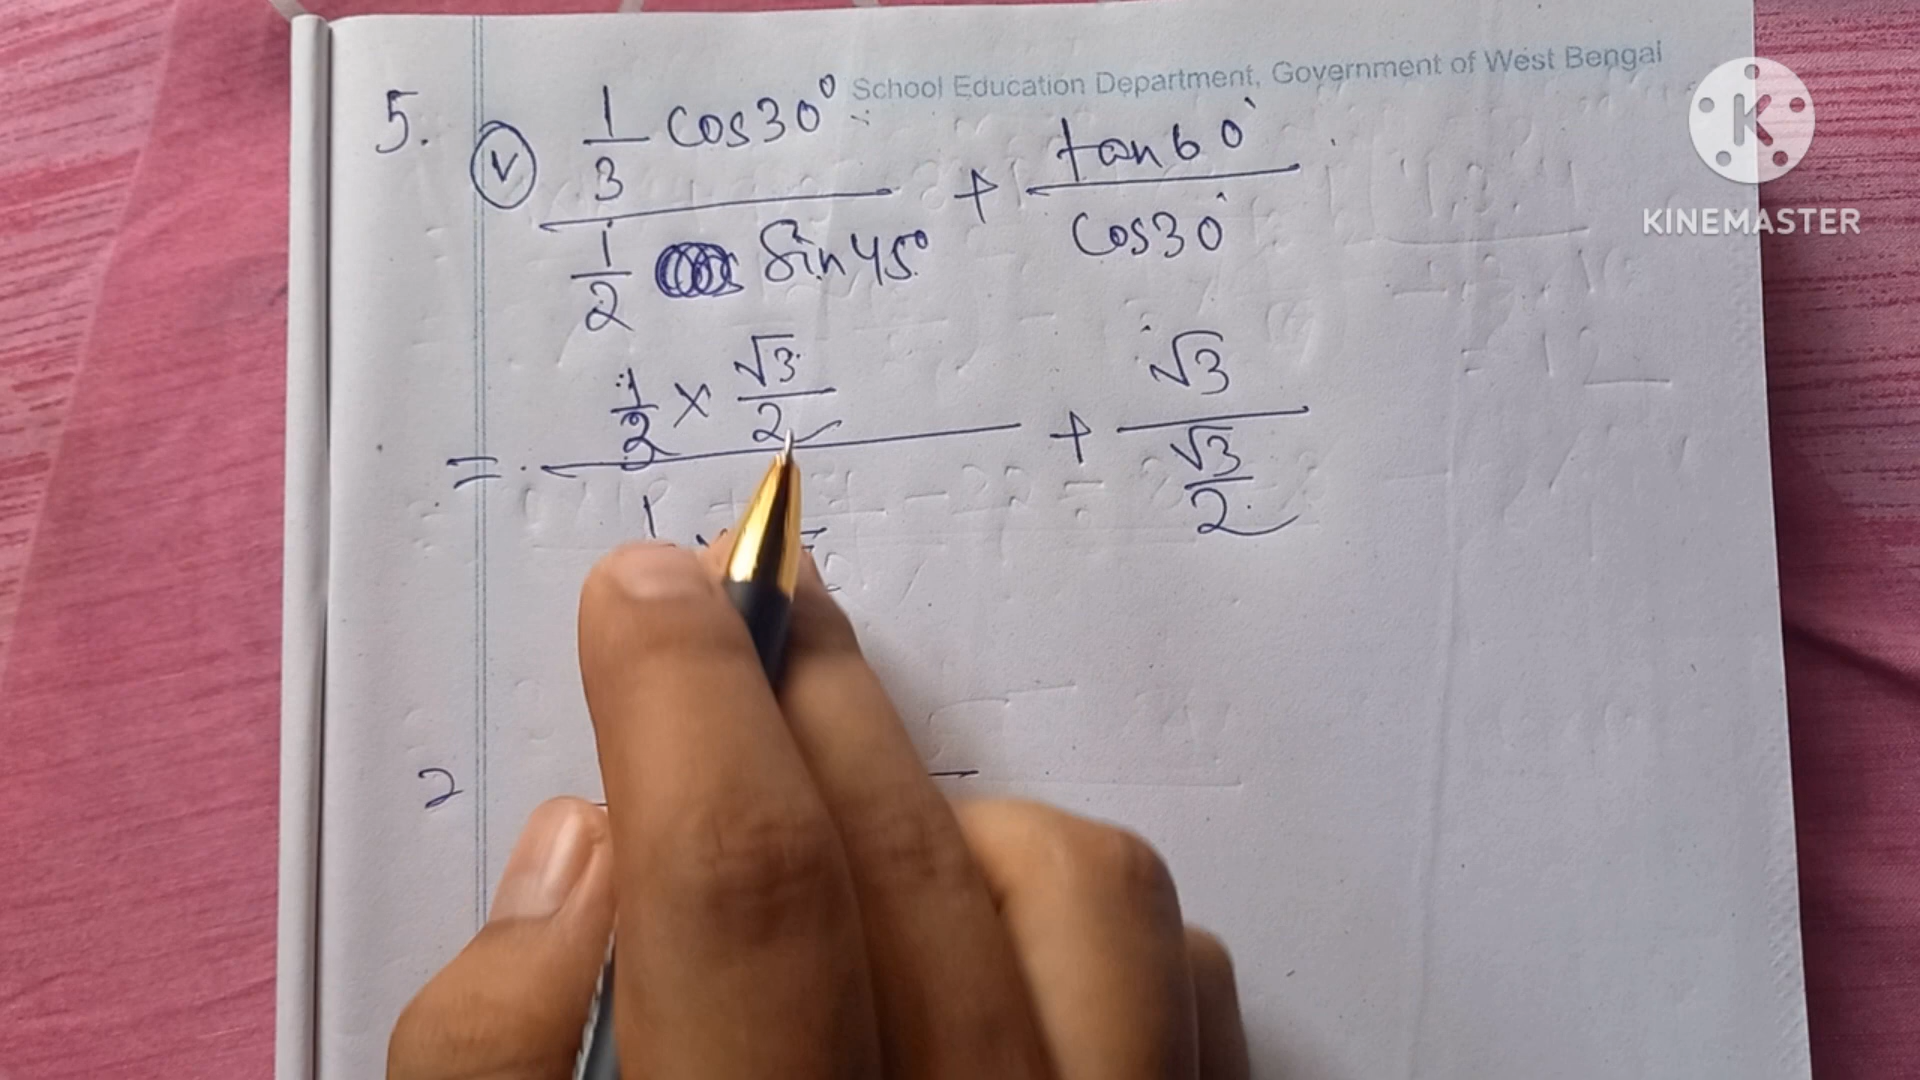 School Education Department, Government of West Bengal
KINEMASTER
5. (v) 1/3 cos30° / 1/2 Sin45° + tan60° / cos30°
= 1/3 × √3/2 / 1 × + √3 / √3/2
2